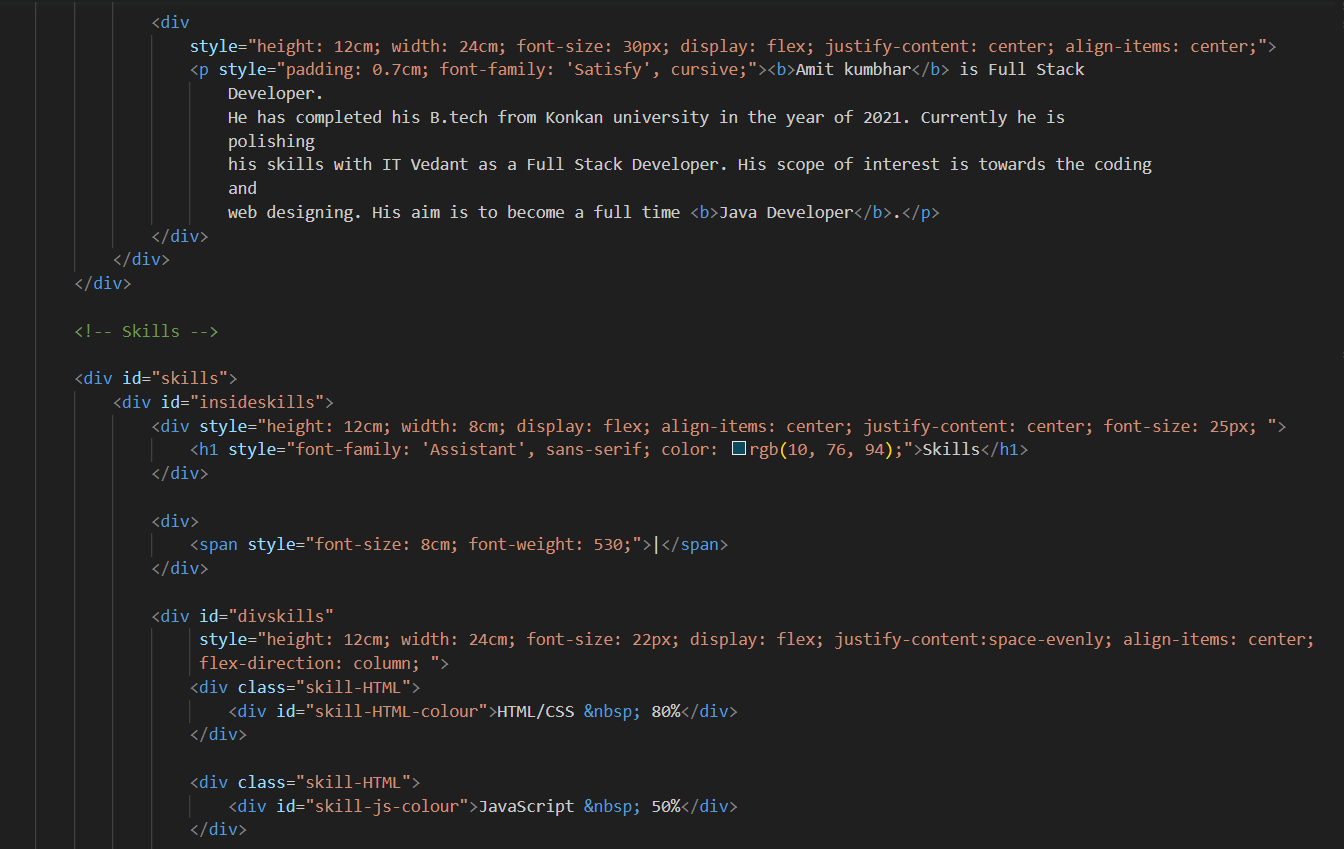 <div
style="height: 12cm; width: 24cm; font-size: 30px; display: flex; justify-content: center; align-items: center;">
<p style="padding: 0.7cm; font-family: 'Satisfy', cursive;"><b>Amit kumbhar</b> is Full Stack
Developer.
He has completed his B.tech from Konkan university in the year of 2021. Currently he is
polishing
his skills with IT Vedant as a Full Stack Developer. His scope of interest is towards the coding
and
web designing. His aim is to become a full time <b>Java Developer</b>.</p>
</div>
</div>
</div>
<!-- Skills -->
<div id="skills">
<div id="insideskills">
<div style="height: 12cm; width: 8cm; display: flex; align-items: center; justify-content: center; font-size: 25px; ">
<h1 style="font-family: 'Assistant', sans-serif; color: rgb(10, 76, 94);">Skills</h1>
</div>
<div>
<span style="font-size: 8cm; font-weight: 530;">|</span>
</div>
<div id="divskills"
style="height: 12cm; width: 24cm; font-size: 22px; display: flex; justify-content:space-evenly; align-items: center;
flex-direction: column; ">
<div class="skill-HTML">
<div id="skill-HTML-colour">HTML/CSS &nbsp; 80%</div>
</div>
<div class="skill-HTML">
<div id="skill-js-colour">JavaScript &nbsp; 50%</div>
</div>